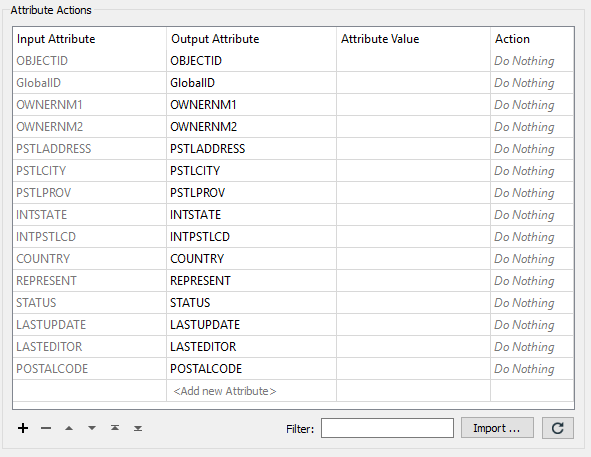 Attribute Actions
Input Attribute Output Attribute Attribute Value Action
OBJECTID OBJECTID Do Nothing
GlobalID GlobalID Do Nothing
OWNERNM1 OWNERNM1 Do Nothing
OWNERNM2 OWNERNM2 Do Nothing
PSTLADDRESS PSTLADDRESS Do Nothing
PSTLCITY PSTLCITY Do Nothing
PSTLPROV PSTLPROV Do Nothing
INTSTATE INTSTATE Do Nothing
INTPSTLCD INTPSTLCD Do Nothing
COUNTRY COUNTRY Do Nothing
REPRESENT REPRESENT Do Nothing
STATUS STATUS Do Nothing
LASTUPDATE LASTUPDATE Do Nothing
LASTEDITOR LASTEDITOR Do Nothing
POSTALCODE POSTALCODE Do Nothing
<Add new Attribute>
Filter: Import ...